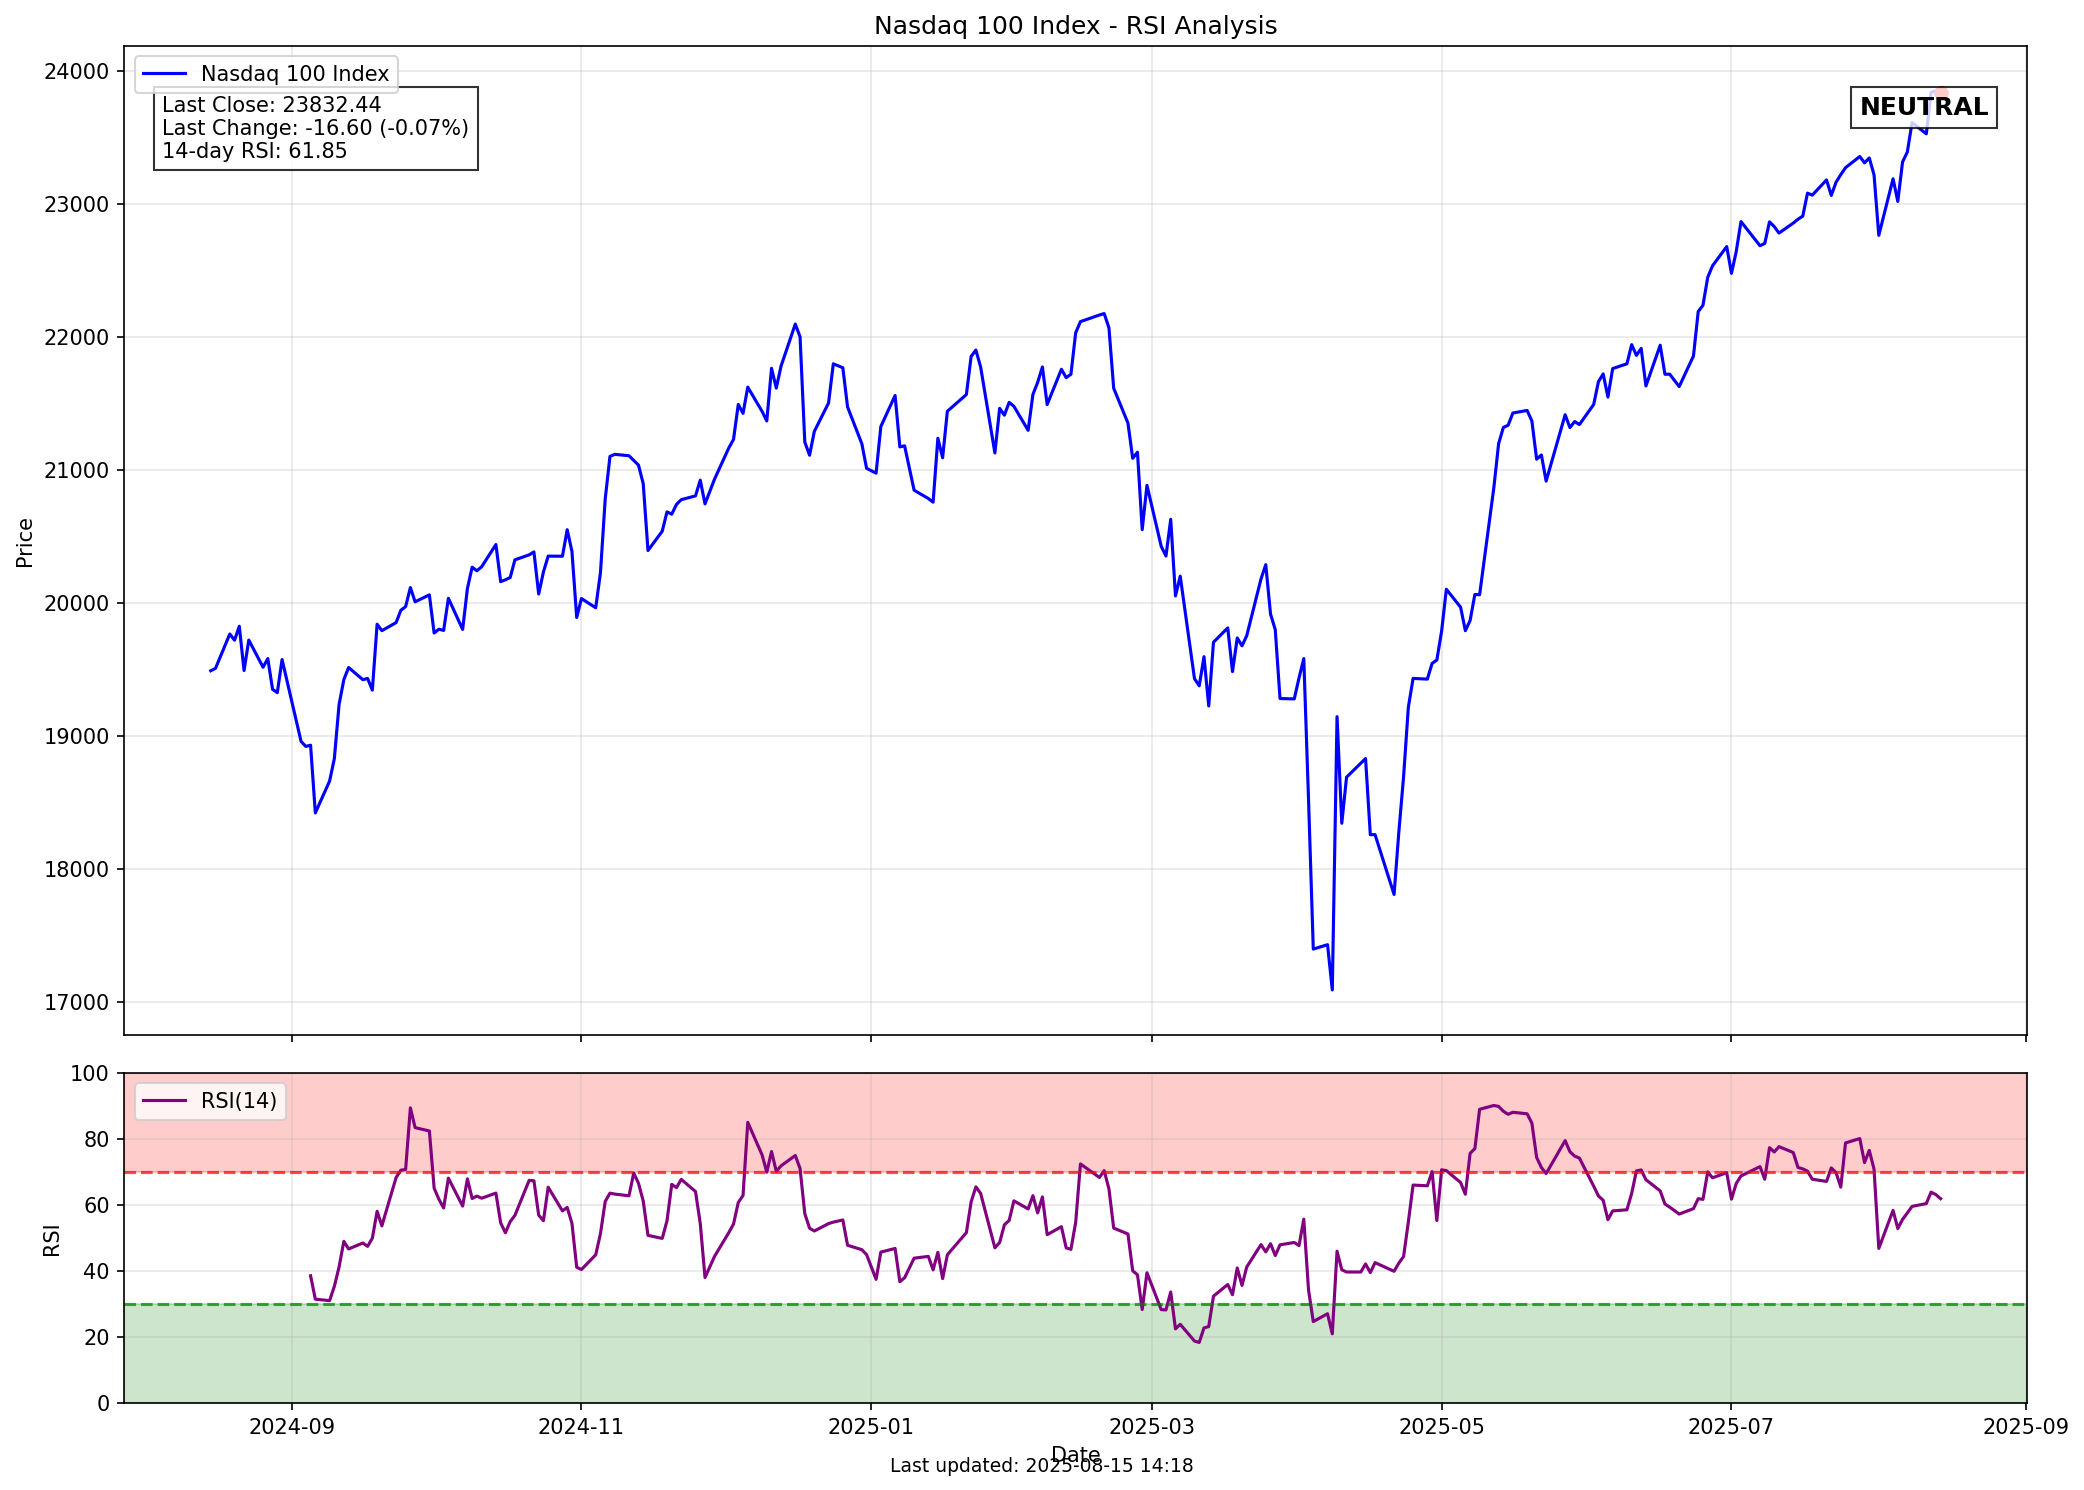 Nasdaq 100 Index - RSI Analysis
24000
23000
22000
21000
20000
19000
18000
17000
Price
Nasdaq 100 Index
Last Close: 23832.44
Last Change: -16.60 (-0.07%)
14-day RSI: 61.85
NEUTRAL
100
80
60
40
20
0
RSI
RSI(14)
2024-09
2024-11
2025-01
2025-03
2025-05
2025-07
2025-09
Date
Last updated: 2025-08-15 14:18